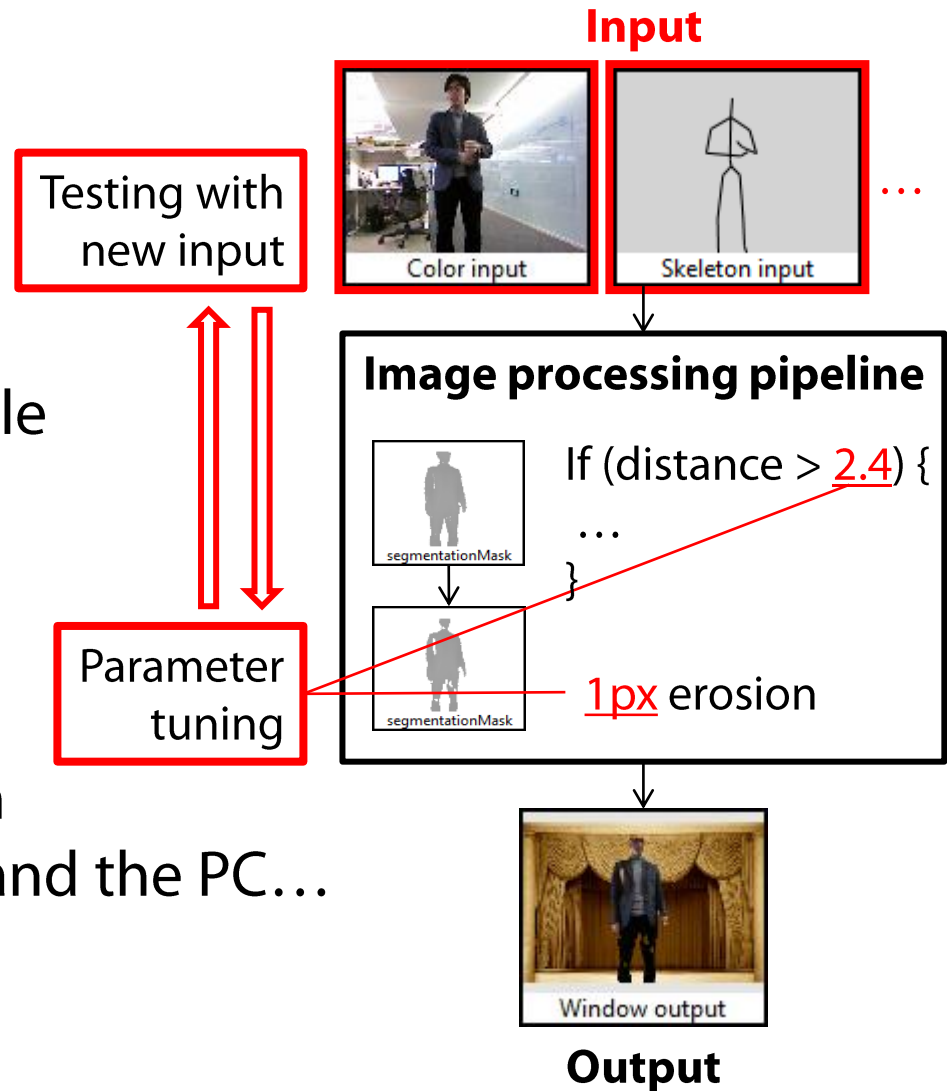 Input
Testing with
new input
Color input
Skeleton input
…
le
Image processing pipeline
If (distance > 2.4) {
…
}
segmentationMask
segmentationMask
Parameter
tuning
1px erosion
and the PC…
Window output
Output